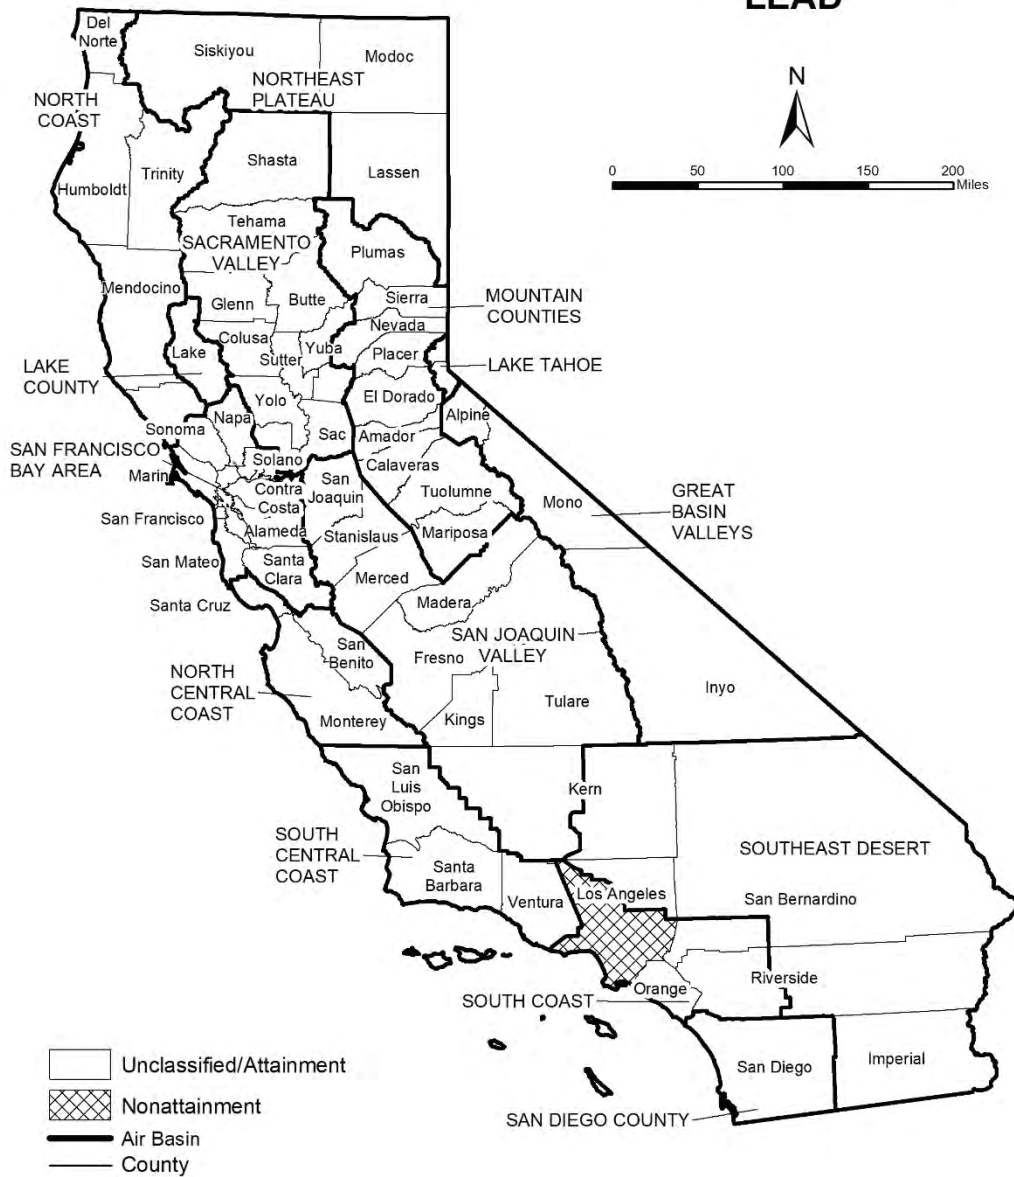 LEAD
N
0 50 100 150 200
Miles
Del
Norte
Siskiyou
Modoc
NORTHEAST
PLATEAU
NORTH
COAST
Humboldt
Trinity
Shasta
Lassen
Tehama
SACRAMENTO
VALLEY
Plumas
Mendocino
Glenn
Butte
Sierra
MOUNTAIN
COUNTIES
Nevada
Colusa
Sutter
Yuba
Placer
LAKE TAHOE
Lake
LAKE
COUNTY
Yolo
El Dorado
Alpine
Napa
Sonoma
Sac
Amador
SAN FRANCISCO
BAY AREA
Solano
Calaveras
Marin
Contra
Costa
San
Joaquin
Tuolumne
Mono
GREAT
BASIN
VALLEYS
San Francisco
Alameda
Stanislaus
Mariposa
San Mateo
Santa
Clara
Merced
Santa Cruz
Madera
San
Benito
SAN JOAQUIN
VALLEY
Fresno
NORTH
CENTRAL
COAST
Monterey
Kings
Tulare
Inyo
San
Luis
Obispo
Kern
SOUTH
CENTRAL
COAST
Santa
Barbara
Ventura
Los Angeles
SOUTHEAST DESERT
San Bernardino
Riverside
Orange
SOUTH COAST
San Diego
Imperial
SAN DIEGO COUNTY
Unclassified/Attainment
Nonattainment
Air Basin
County